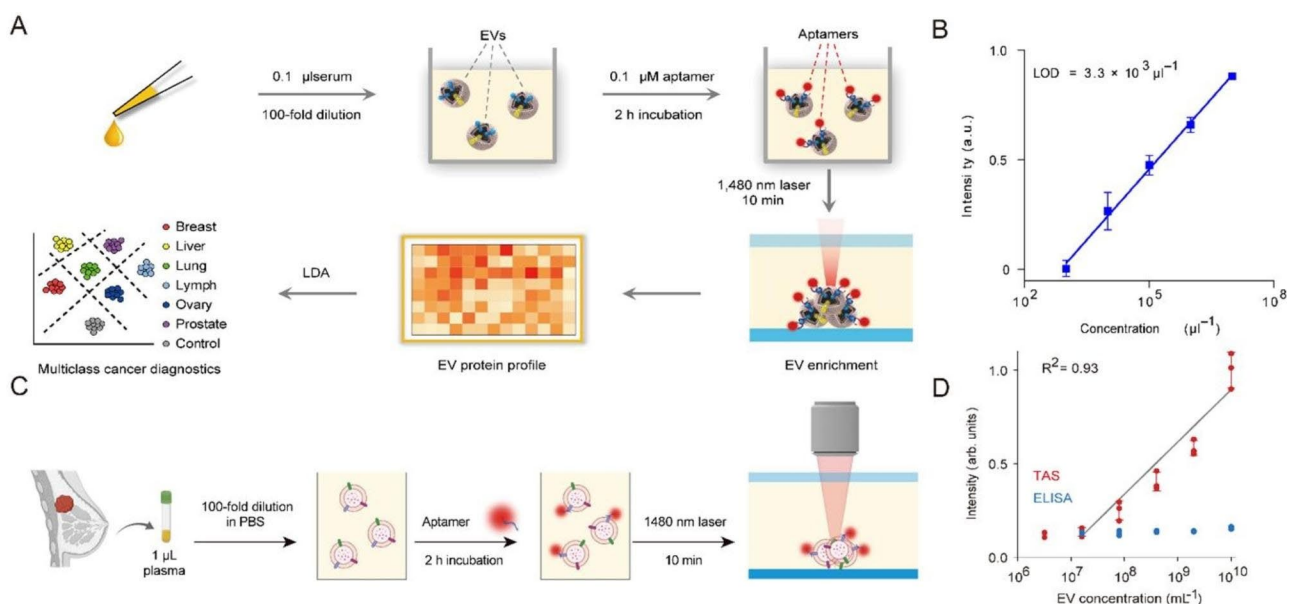 A
0.1 μlserum
100-fold dilution
EVs
0.1 μM aptamer
2 h incubation
Aptamers
1,480 nm laser
10 min
EV enrichment
EV protein profile
LDA
Breast
Liver
Lung
Lymph
Ovary
Prostate
Control
Multiclass cancer diagnostics
B
LOD = 3.3 × 10³ μl⁻¹
Intensity (a.u.)
1.0
0.5
0
10² 10⁵ 10⁸
Concentration (μl⁻¹)
C
1 μL
plasma
100-fold dilution
in PBS
Aptamer
2 h incubation
1480 nm laser
10 min
D
R² = 0.93
TAS
ELISA
Intensity (arb. units)
1.0
0.5
0.0
10⁶ 10⁷ 10⁸ 10⁹ 10¹⁰
EV concentration (mL⁻¹)